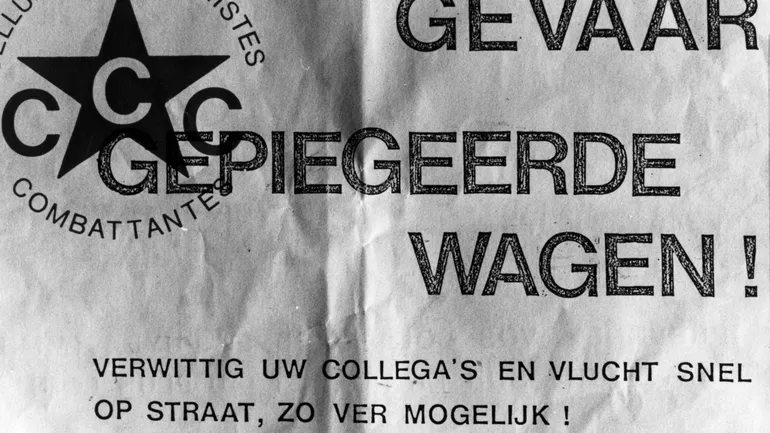 GEVAAR
CCC
COMBATTANTES
GEPIEGEERDE
WAGEN !
VERWITTIG UW COLLEGA'S EN VLUCHT SNEL
OP STRAAT, ZO VER MOGELIJK !